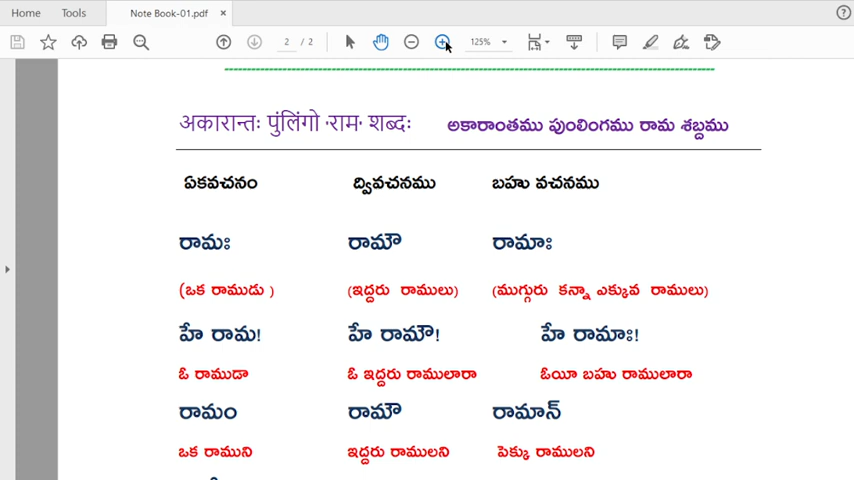 Home Tools Note Book-01.pdf ×
2 / 2 125%
अकारान्तः पुंलिंगो 'राम' शब्दः అకారాంతము పుంలింగము రామ శబ్దము
ఏకవచనం ద్వివచనము బహు వచనము
రామః రామౌ రామాః
(ఒక రాముడు ) (ఇద్దరు రాములు) (ముగ్గురు కన్నా ఎక్కువ రాములు)
హే రామ! హే రామౌ! హే రామాః!
ఓ రాముడా ఓ ఇద్దరు రాములారా ఓయీ బహు రాములారా
రామం రామౌ రామాన్
ఒక రాముని ఇద్దరు రాములని పెక్కు రాములని